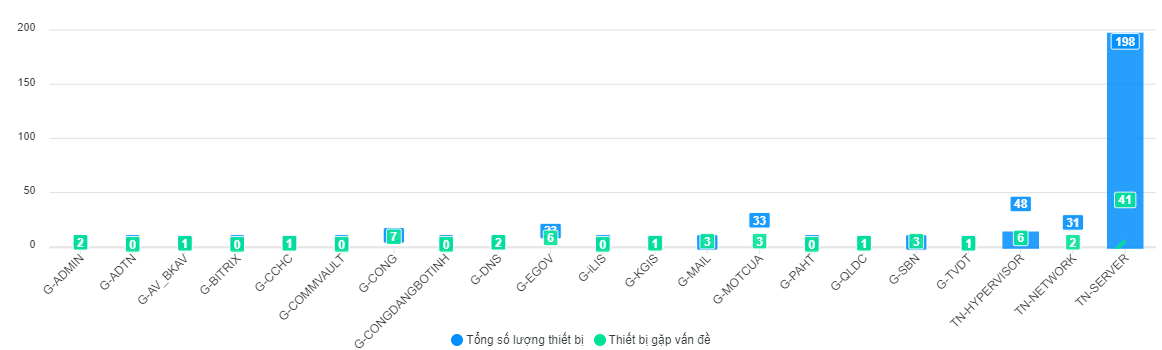 200
198
150
100
50
48
41
33
31
23
7
6
6
2
0
1
0
1
0
0
2
0
1
3
3
0
1
3
1
2
0
G-ADMIN
G-ADTN
G-AV_BKAV
G-BITRIX
G-CCHC
G-COMMVAULT
G-CONG
G-CONGDANGBOTINH
G-DNS
G-EGOV
G-ILIS
G-KGIS
G-MAIL
G-MOTCUA
G-PAHT
G-QLDC
G-SBN
G-TVDT
TN-HYPERVISOR
TN-NETWORK
TN-SERVER
Tổng số lượng thiết bị
Thiết bị gặp vấn đề